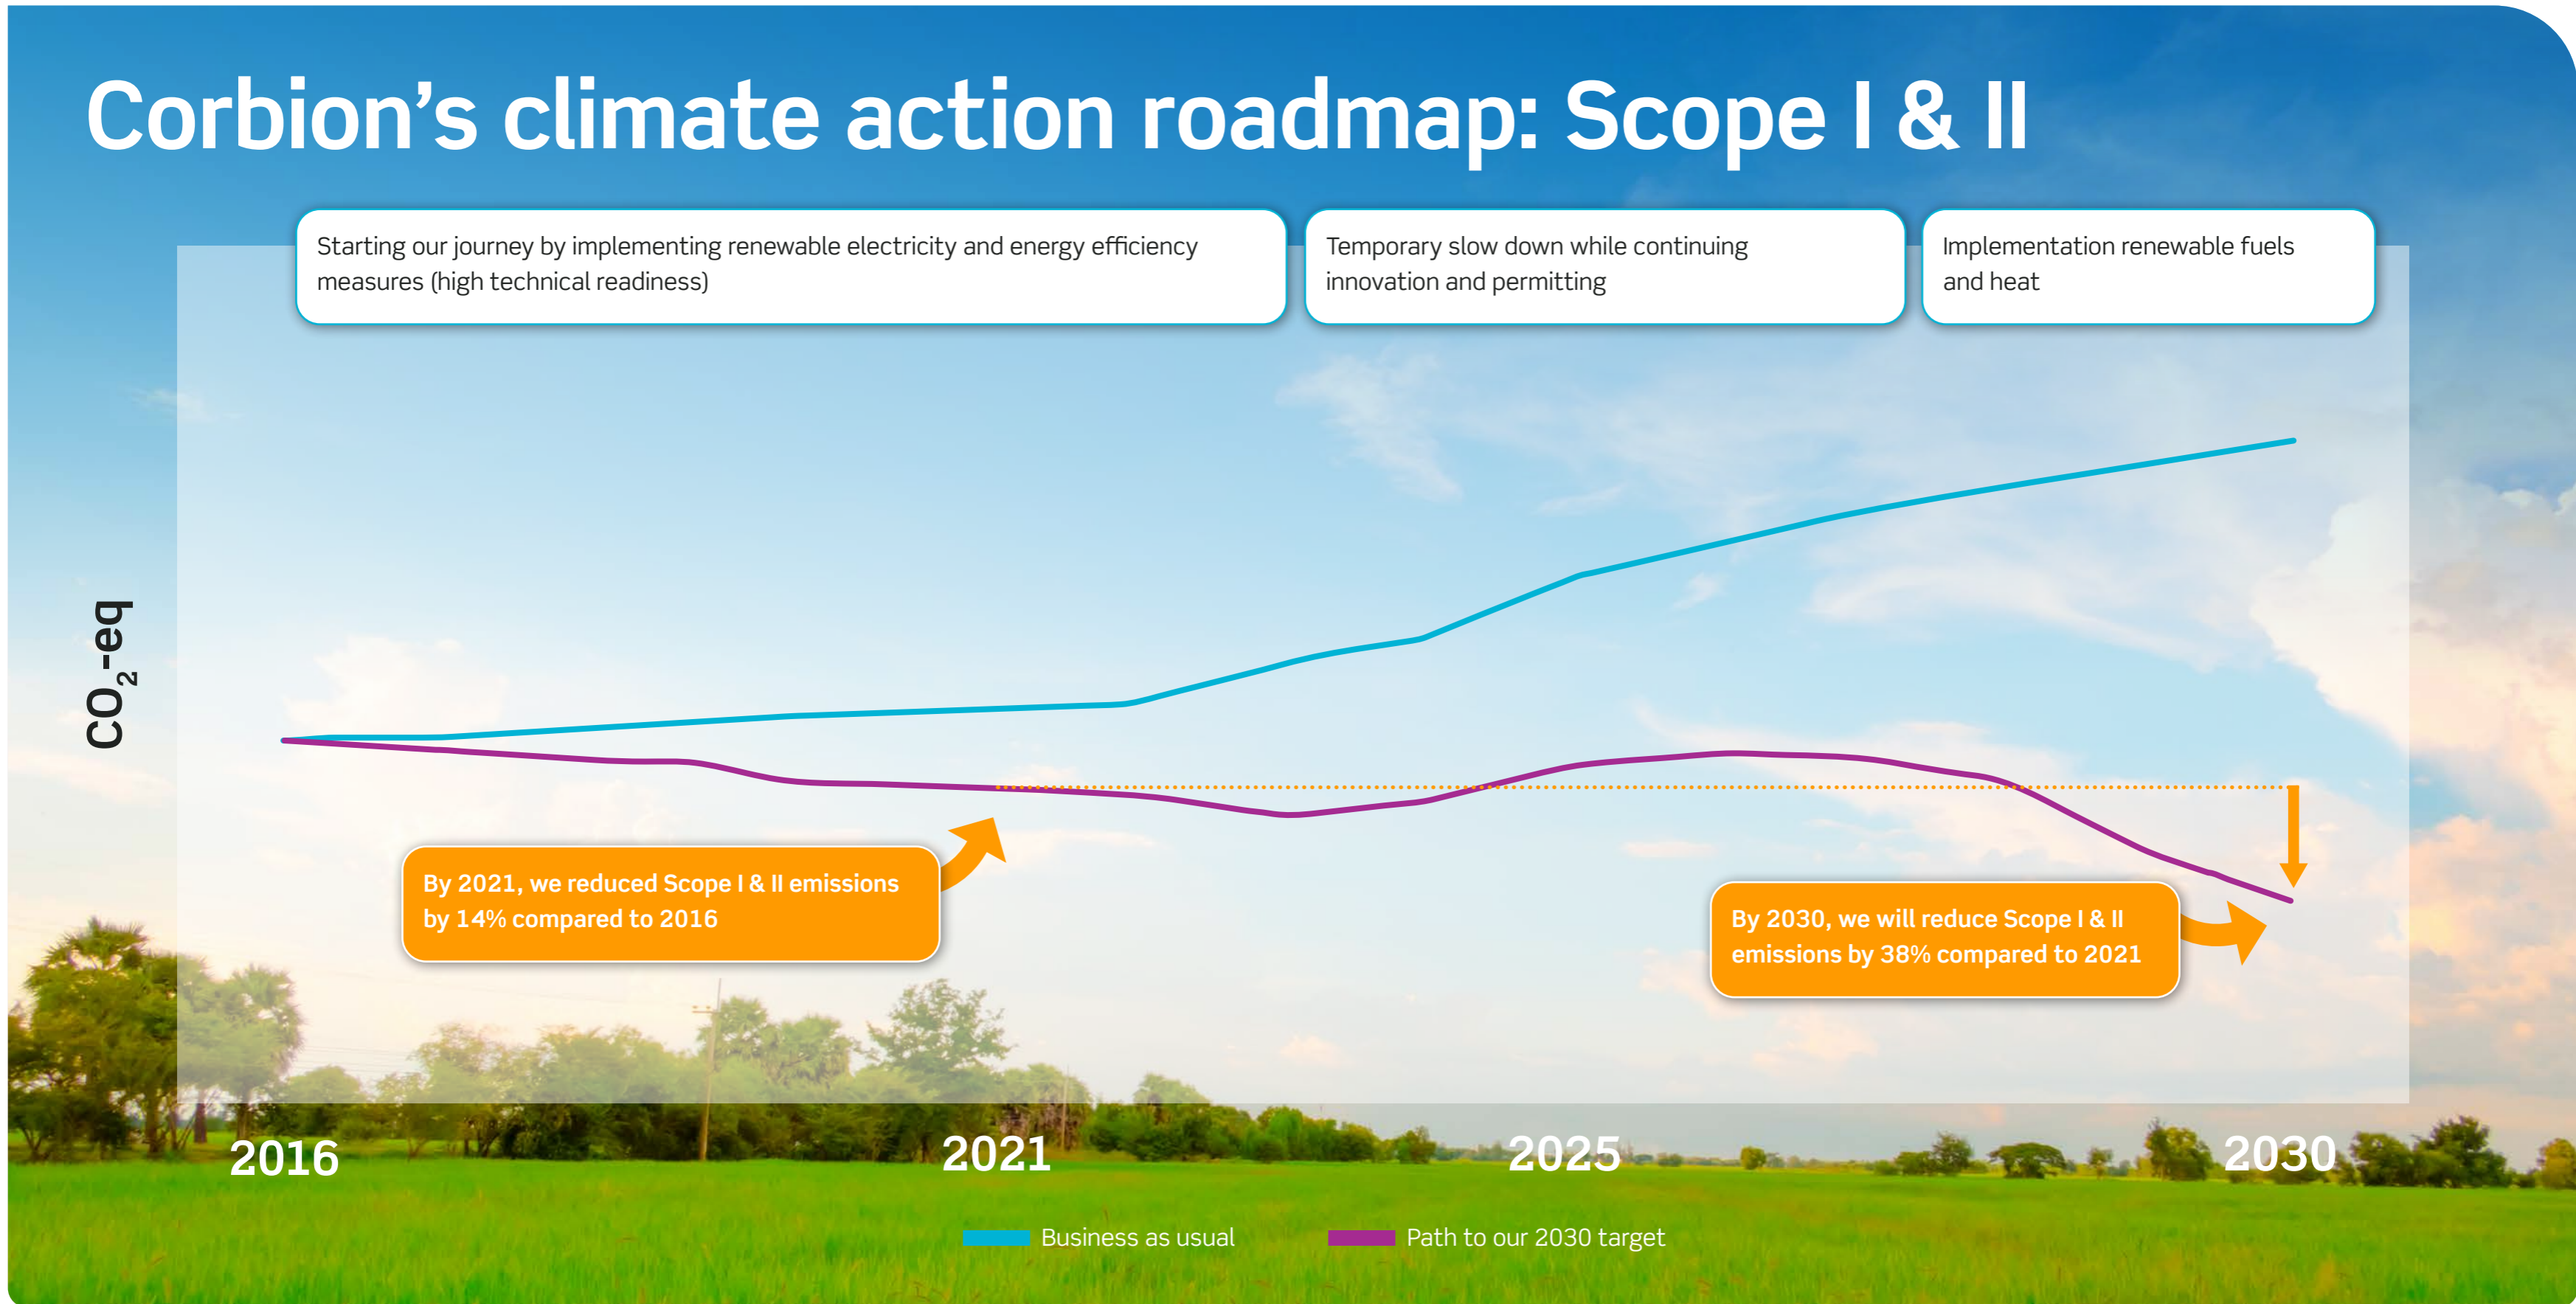 Corbion’s climate action roadmap: Scope I & II
Starting our journey by implementing renewable electricity and energy efficiency
measures (high technical readiness)
Temporary slow down while continuing
innovation and permitting
Implementation renewable fuels
and heat
CO₂-eq
By 2021, we reduced Scope I & II emissions
by 14% compared to 2016
By 2030, we will reduce Scope I & II
emissions by 38% compared to 2021
2016
2021
2025
2030
Business as usual
Path to our 2030 target